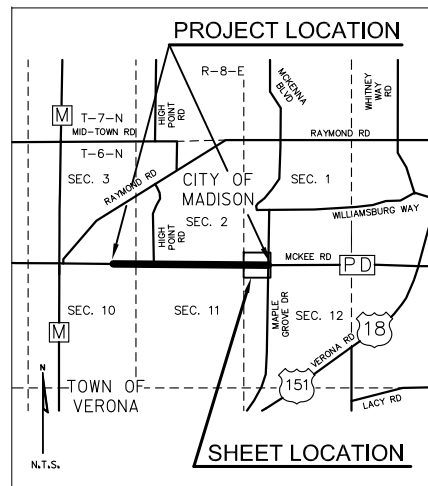 PROJECT LOCATION
R-8-E
MCKENNA
BLVD
WHITNEY
WAY
RD
M
T-7-N
MID-TOWN RD
T-6-N
HIGH
POINT
RD
RAYMOND RD
SEC. 3
RAYMOND RD
CITY OF
MADISON
SEC. 1
SEC. 2
WILLIAMSBURG WAY
HIGH
POINT
RD
MCKEE RD
PD
SEC. 10
SEC. 11
MAPLE
GROVE DR
SEC. 12
M
VERONA RD
18
151
N
TOWN OF
VERONA
LACY RD
N.T.S.
SHEET LOCATION